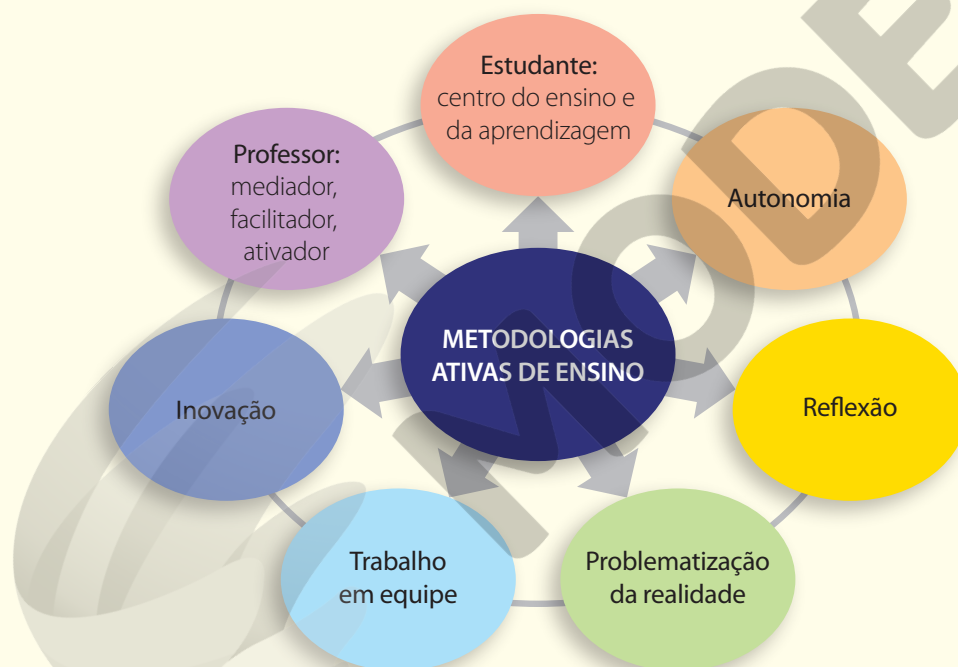 Estudante:
centro do ensino e
da aprendizagem
Professor:
mediador,
facilitador,
ativador
Autonomia
METODOLOGIAS
ATIVAS DE ENSINO
Inovação
Reflexão
Trabalho
em equipe
Problematização
da realidade